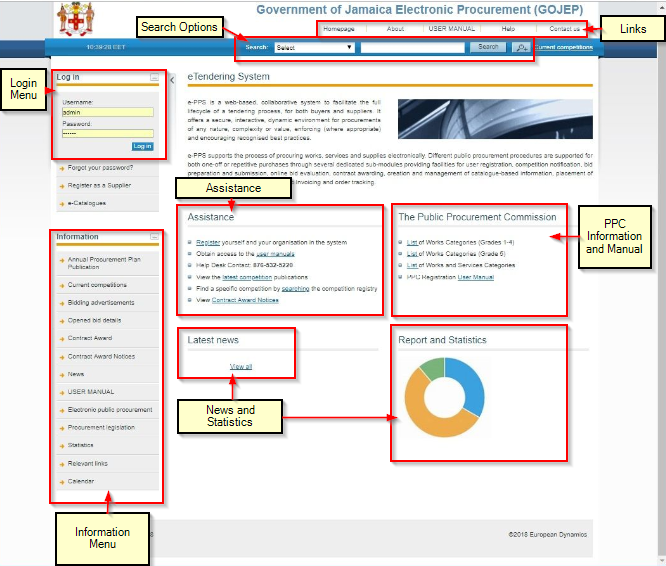 Government of Jamaica Electronic Procurement (GOJEP)
Search Options
Homepage About USER MANUAL Help Contact us
Links
10:39:28 EET
Search: Select Search Current competitions
Login
Menu
Log in
Username:
admin
Password:
Log in
Forgot your password?
Register as a Supplier
e-Catalogues
eTendering System
e-PPS is a web-based, collaborative system to facilitate the full
lifecycle of a tendering process, for both buyers and suppliers. It
offers a secure, interactive, dynamic environment for procurements
of any nature, complexity or value, enforcing (where appropriate)
and encouraging recognised best practices.
e-PPS supports the process of procuring works, services and supplies electronically. Different public procurement procedures are supported for
both one-off or repetitive purchases through several dedicated sub-modules providing facilities for user registration, competition notification, bid
preparation and submission, online bid evaluation, contract awarding, creation and management of catalogue-based information, placement of
invoicing and order tracking.
Assistance
Information
Annual Procurement Plan
Publication
Current competitions
Bidding advertisements
Opened bid details
Contract Award
Contract Award Notices
News
USER MANUAL
Electronic public procurement
Procurement legislation
Statistics
Relevant links
Calendar
Assistance
Register yourself and your organisation in the system
Obtain access to the user manuals
Help Desk Contact: 876-632-5220
View the latest competition publications
Find a specific competition by searching the competition registry
View Contract Award Notices
The Public Procurement Commission
List of Works Categories (Grades 1-4)
List of Works Categories (Grade 5)
List of Works and Services Categories
PPC Registration User Manual
PPC
Information
and Manual
Latest news
View all
Report and Statistics
News and
Statistics
Information
Menu
©2018 European Dynamics